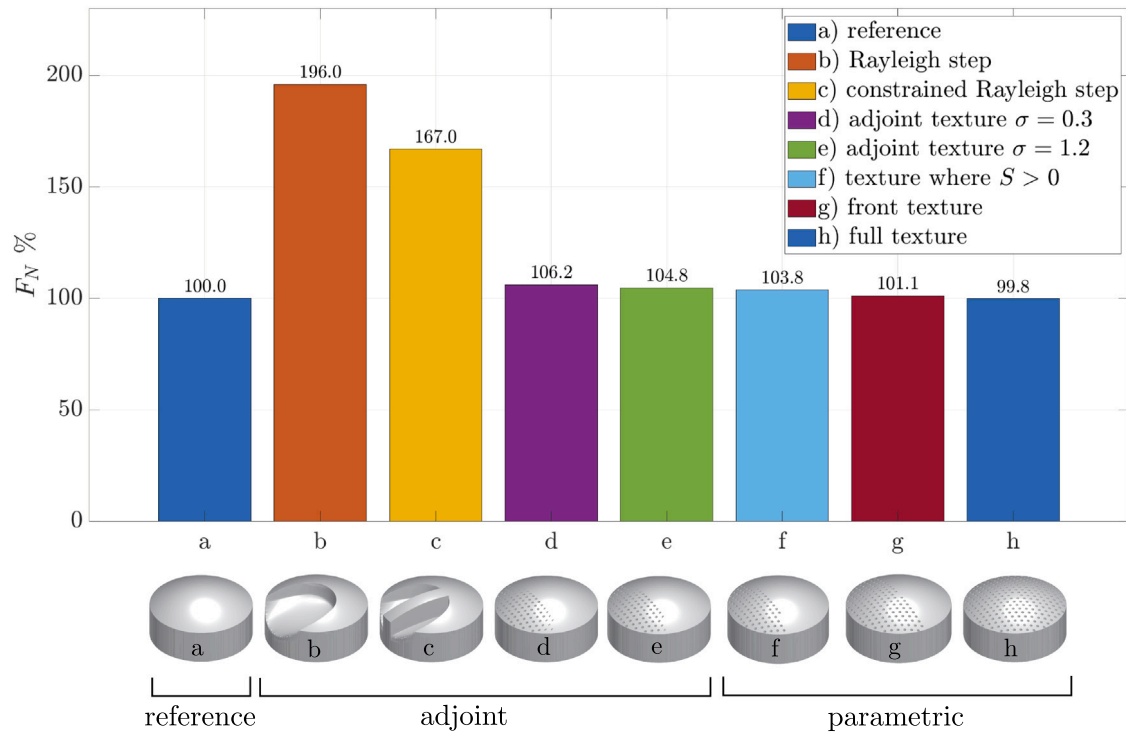 a) reference
b) Rayleigh step
c) constrained Rayleigh step
d) adjoint texture σ = 0.3
e) adjoint texture σ = 1.2
f) texture where S > 0
g) front texture
h) full texture
F_N %
200
150
100
50
0
100.0
196.0
167.0
106.2
104.8
103.8
101.1
99.8
a b c d e f g h
a b c d e f g h
reference adjoint parametric